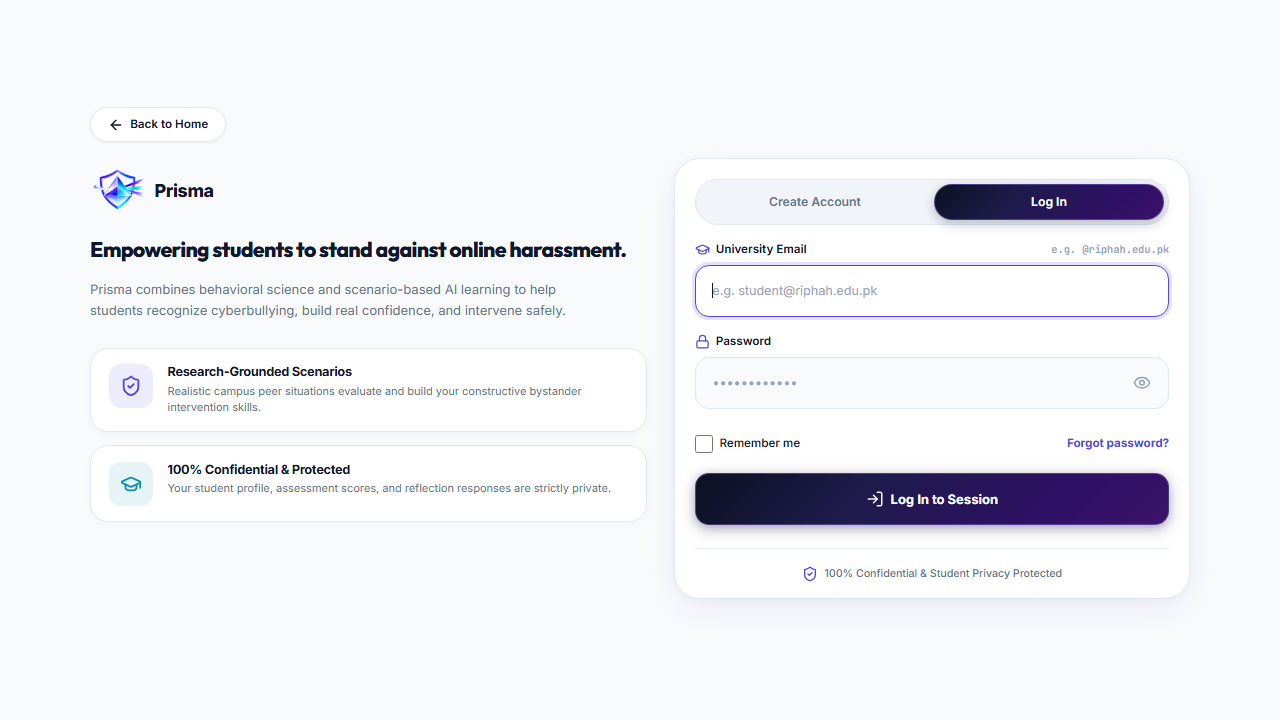 Back to Home
Prisma
Empowering students to stand against online harassment.
Prisma combines behavioral science and scenario-based AI learning to help
students recognize cyberbullying, build real confidence, and intervene safely.
Research-Grounded Scenarios
Realistic campus peer situations evaluate and build your constructive bystander
intervention skills.
100% Confidential & Protected
Your student profile, assessment scores, and reflection responses are strictly private.
Create Account
Log In
University Email
e.g. @riphah.edu.pk
e.g. student@riphah.edu.pk
Password
••••••••••••
Remember me
Forgot password?
Log In to Session
100% Confidential & Student Privacy Protected